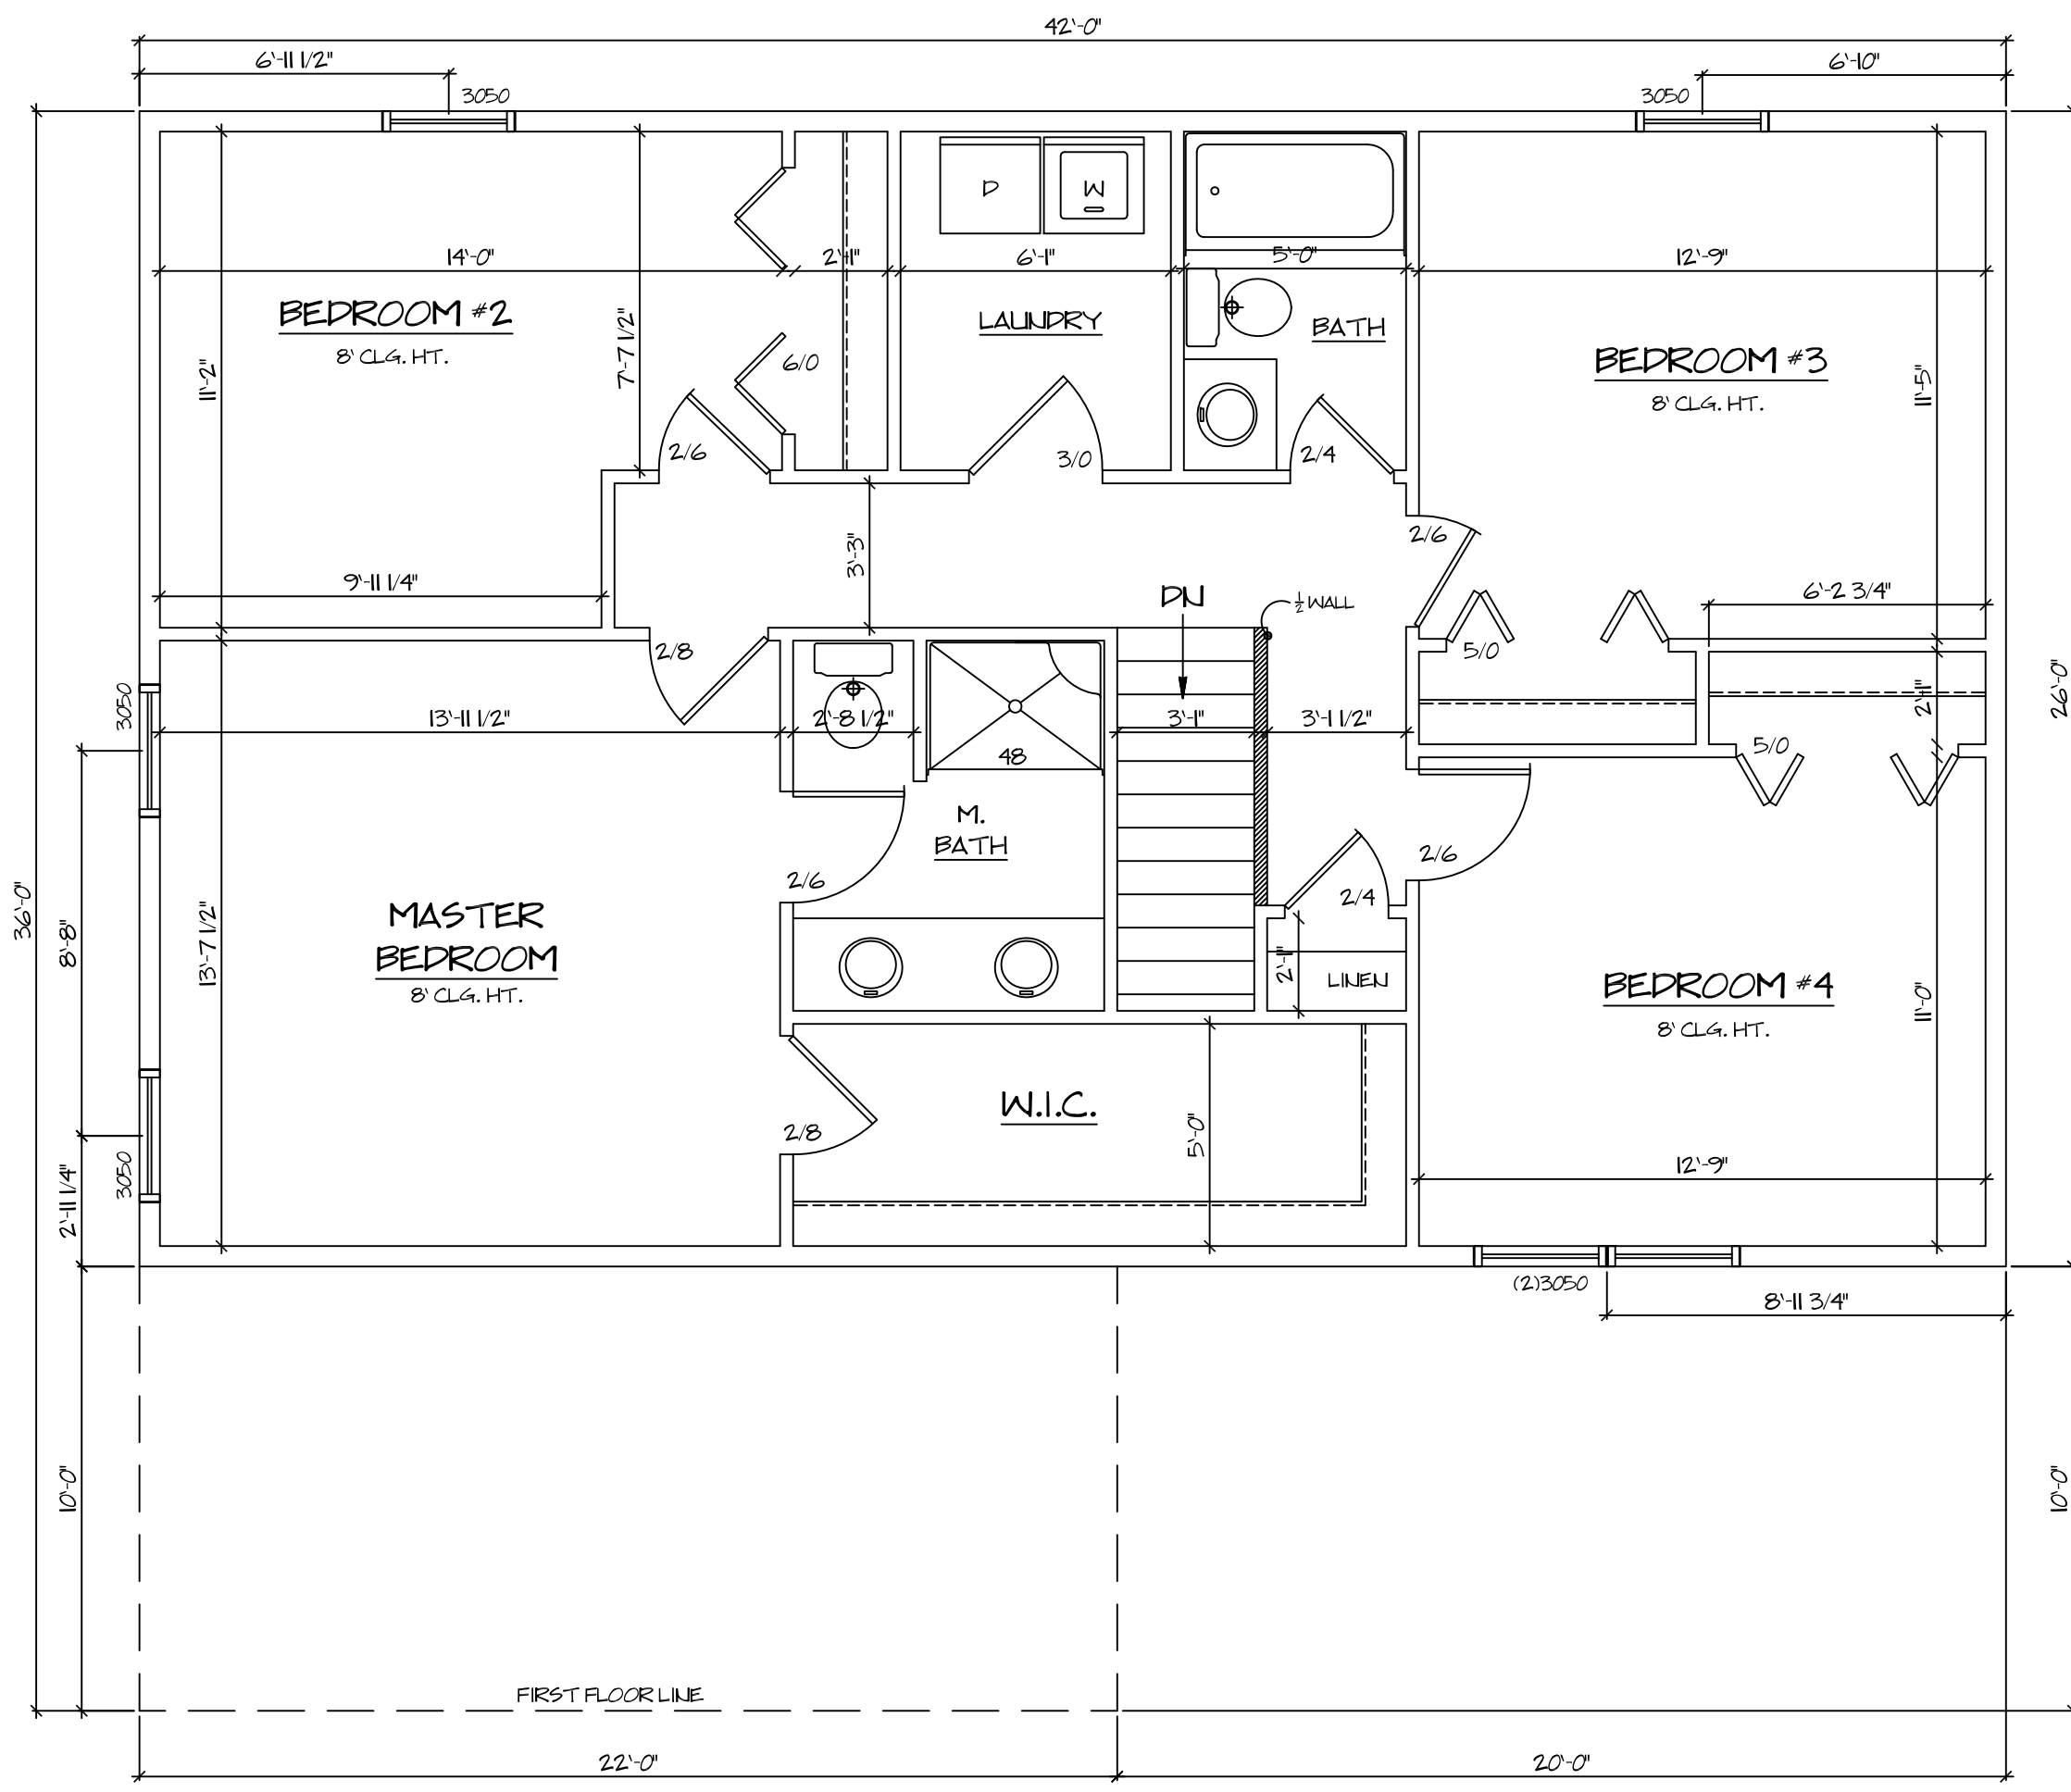 42'-0"
6'-11 1/2"
6'-10"
3050
3050
D
W
14'-0"
2'-1"
6'-1"
5'-0"
12'-9"
BEDROOM #2
8' CLG. HT.
11'-2"
7'-7 1/2"
6/0
LAUNDRY
BATH
BEDROOM #3
8' CLG. HT.
11'-5"
2/6
3/0
2/4
2/6
3'-3"
9'-11 1/4"
DN
1/2 WALL
6'-2 3/4"
2/8
5/0
26'-0"
3050
13'-11 1/2"
2'-8 1/2"
3'-1"
3'-1 1/2"
2'-1"
48
5/0
M.
BATH
2/6
2/6
2/4
36'-0"
8'-8"
13'-7 1/2"
MASTER
BEDROOM
8' CLG. HT.
2'-1"
LINEN
BEDROOM #4
8' CLG. HT.
11'-0"
W.I.C.
2/8
5'-0"
12'-9"
3050
2'-11 1/4"
(2)3050
8'-11 3/4"
10'-0"
10'-0"
FIRST FLOOR LINE
22'-0"
20'-0"